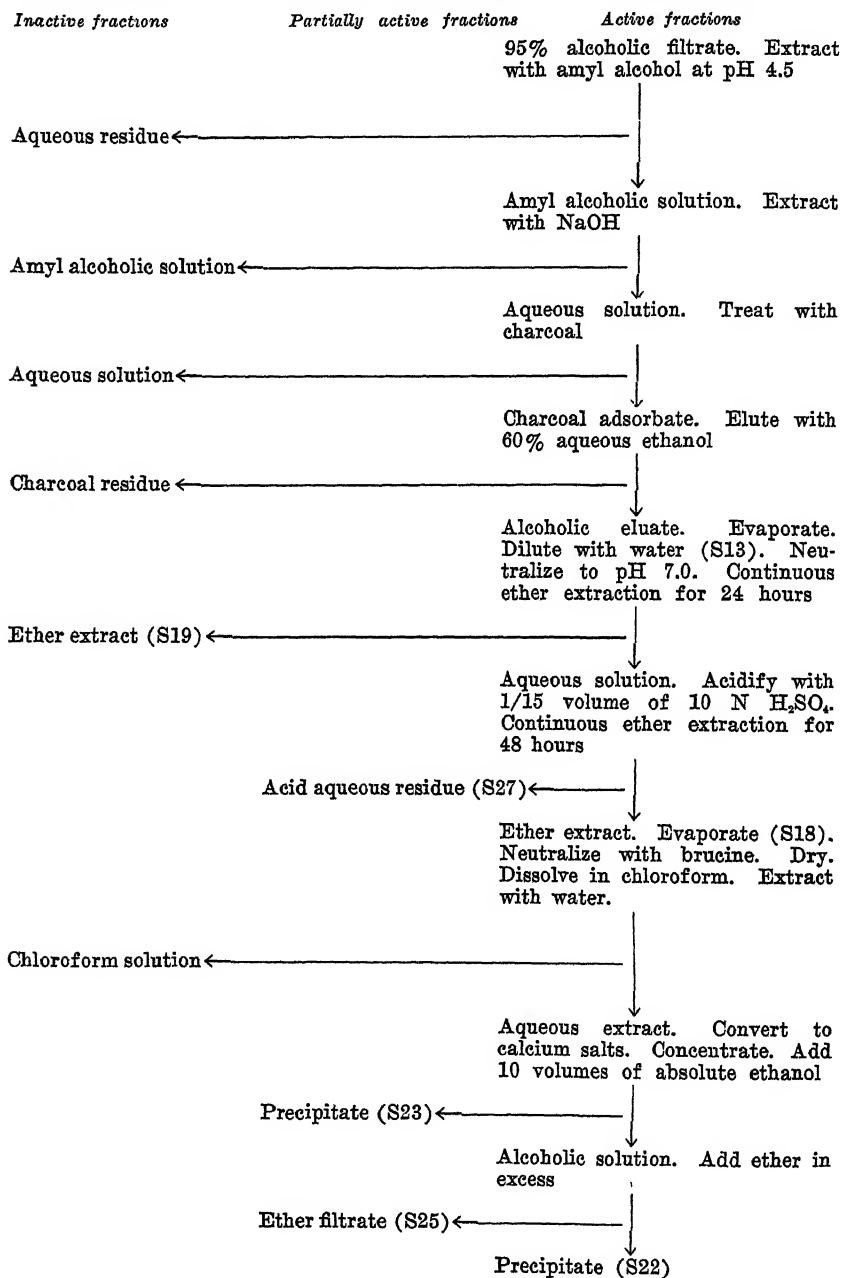 Inactive fractions Partially active fractions Active fractions
95% alcoholic filtrate. Extract
with amyl alcohol at pH 4.5
Aqueous residue
Amyl alcoholic solution. Extract
with NaOH
Amyl alcoholic solution
Aqueous solution. Treat with
charcoal
Aqueous solution
Charcoal adsorbate. Elute with
60% aqueous ethanol
Charcoal residue
Alcoholic eluate. Evaporate.
Dilute with water (S13). Neu-
tralize to pH 7.0. Continuous
ether extraction for 24 hours
Ether extract (S19)
Aqueous solution. Acidify with
1/15 volume of 10 N H₂SO₄.
Continuous ether extraction for
48 hours
Acid aqueous residue (S27)
Ether extract. Evaporate (S18).
Neutralize with brucine. Dry.
Dissolve in chloroform. Extract
with water.
Chloroform solution
Aqueous extract. Convert to
calcium salts. Concentrate. Add
10 volumes of absolute ethanol
Precipitate (S23)
Alcoholic solution. Add ether in
excess
Ether filtrate (S25)
Precipitate (S22)